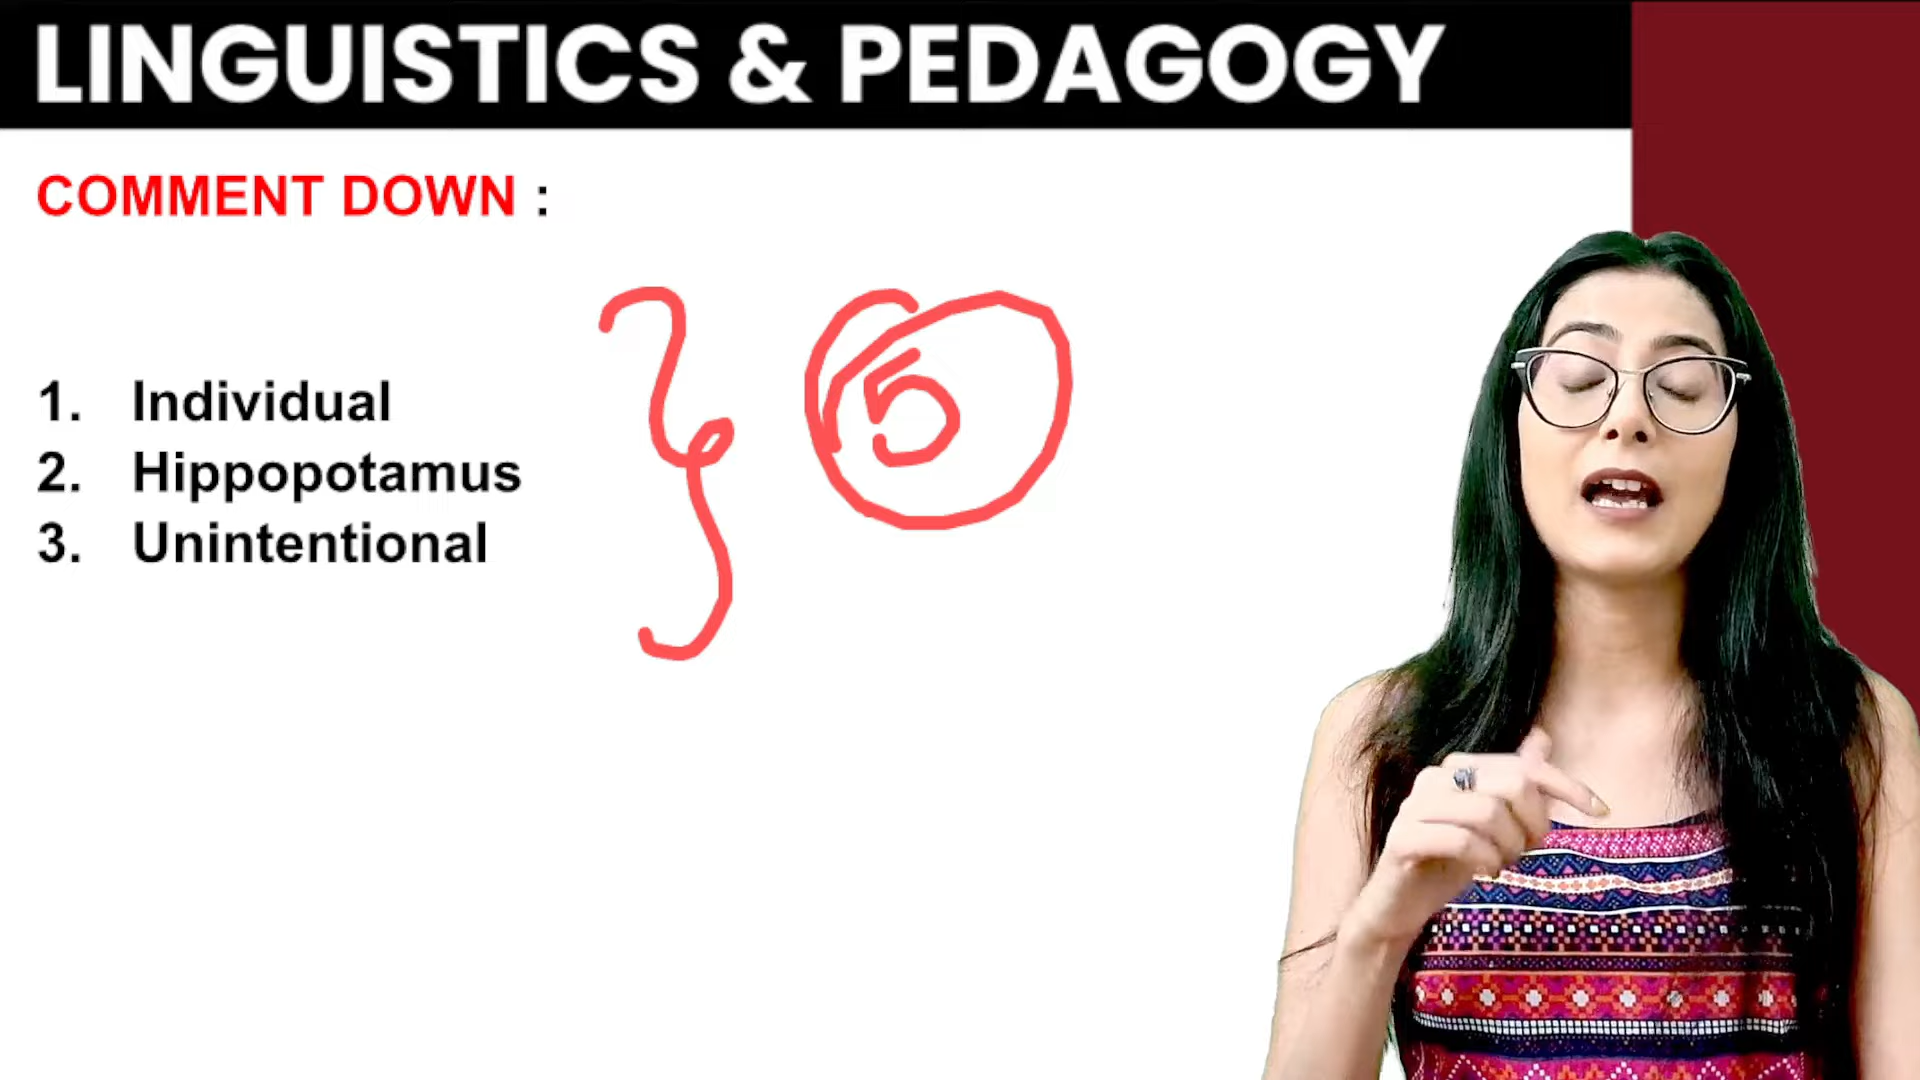 LINGUISTICS & PEDAGOGY
COMMENT DOWN :
1. Individual
2. Hippopotamus
3. Unintentional
5